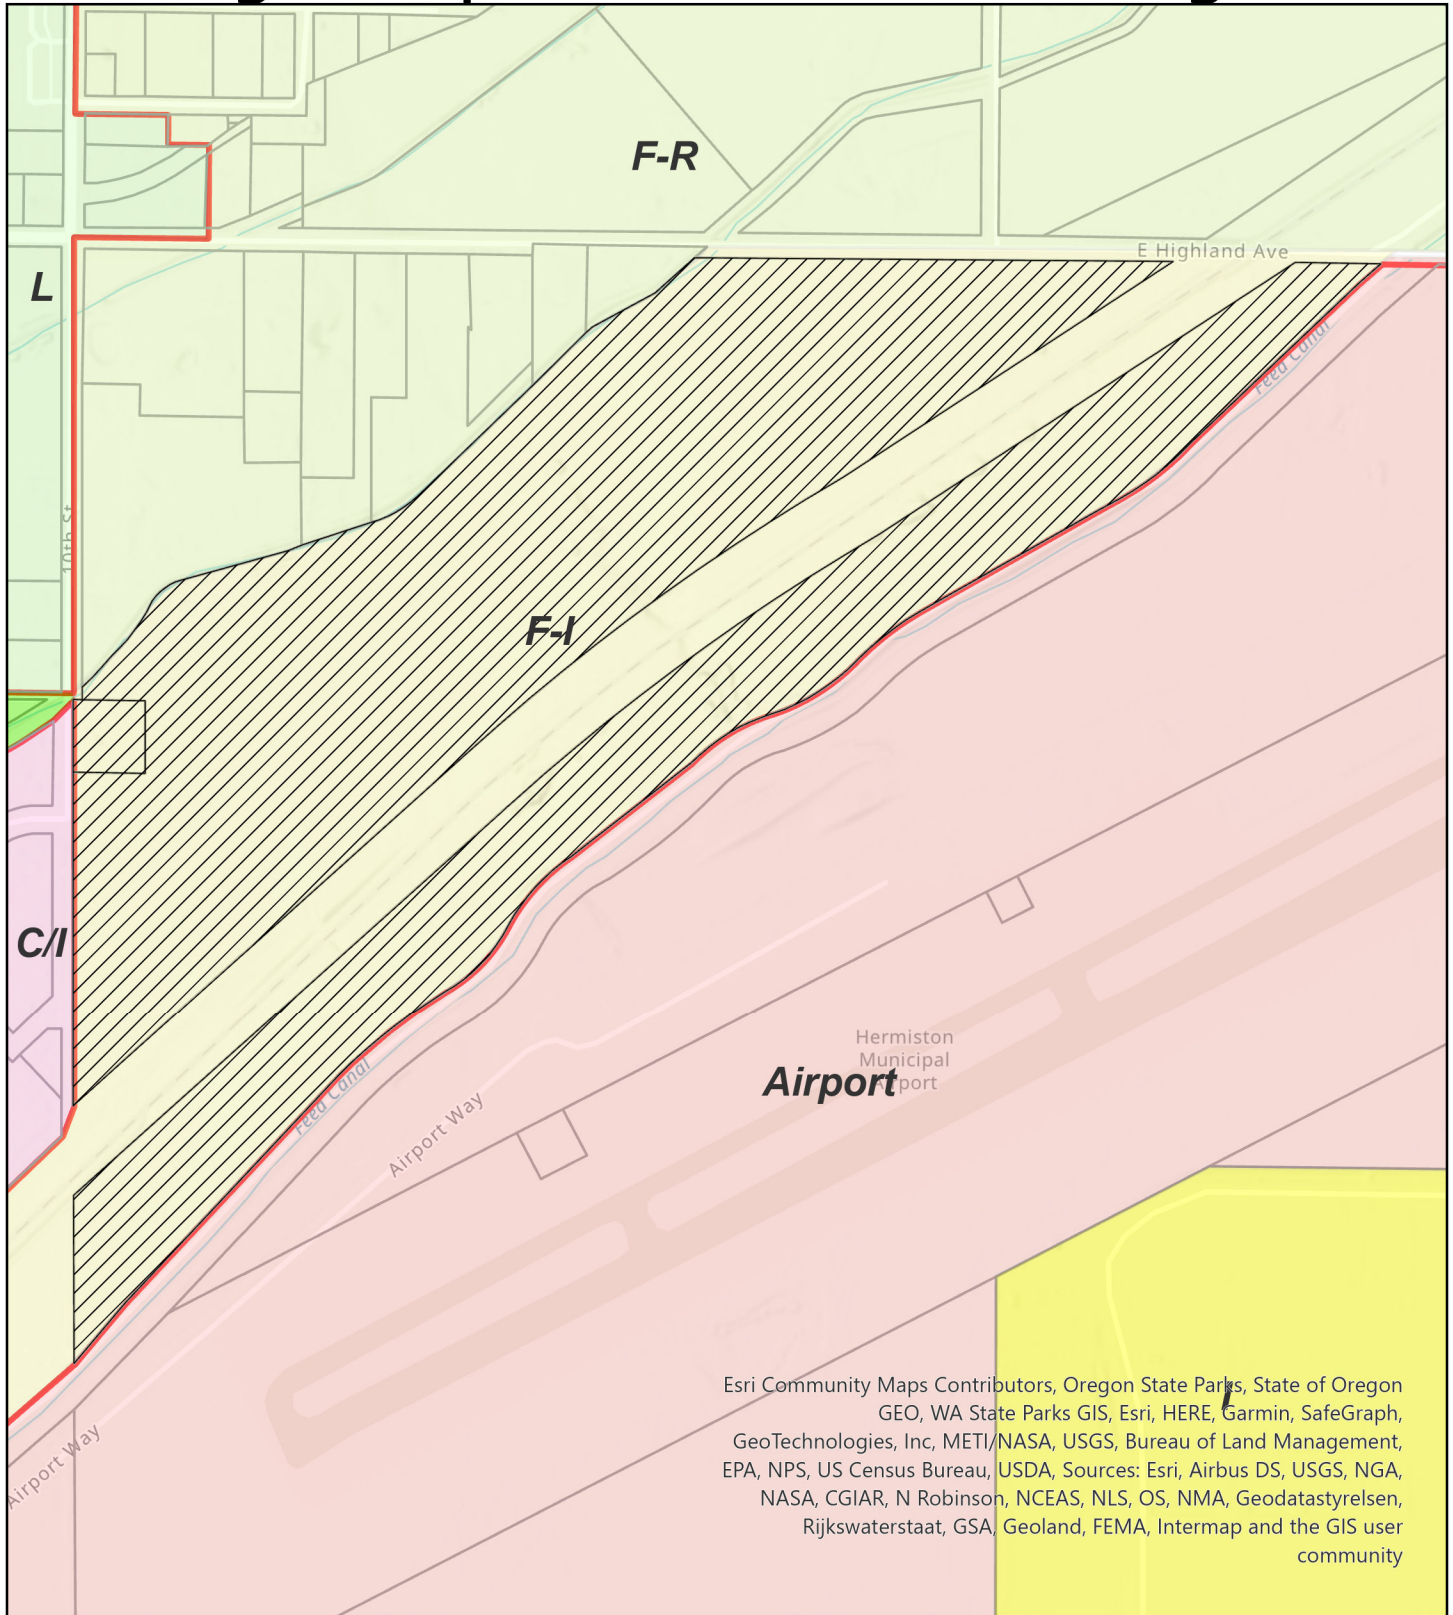 F-R
E Highland Ave
L
Feed Canal
10th St
F-I
C/I
Hermiston
Municipal
Airport
Airport
Feed Canal
Airport Way
I
Esri Community Maps Contributors, Oregon State Parks, State of Oregon
GEO, WA State Parks GIS, Esri, HERE, Garmin, SafeGraph,
GeoTechnologies, Inc, METI/NASA, USGS, Bureau of Land Management,
EPA, NPS, US Census Bureau, USDA, Sources: Esri, Airbus DS, USGS, NGA,
NASA, CGIAR, N Robinson, NCEAS, NLS, OS, NMA, Geodatastyrelsen,
Rijkswaterstaat, GSA, Geoland, FEMA, Intermap and the GIS user
community
Airport Way